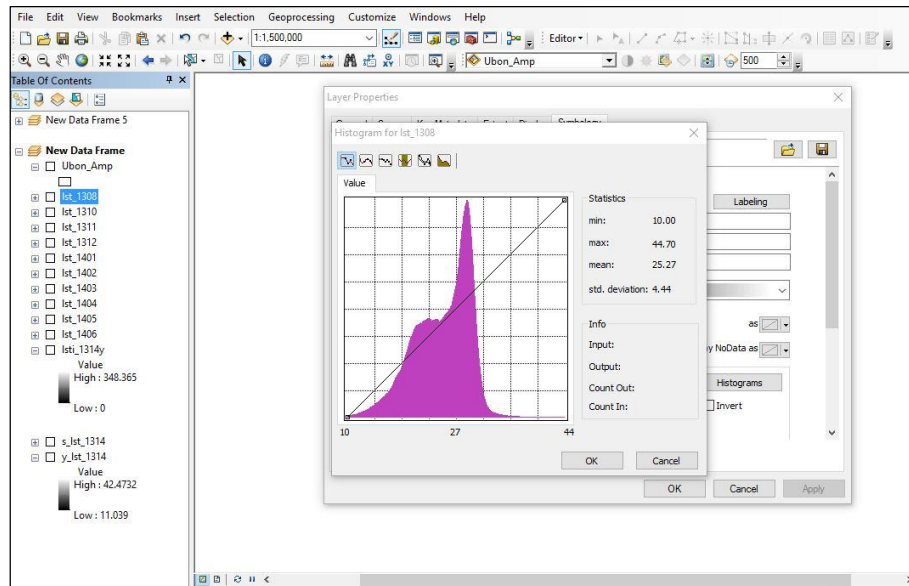 File Edit View Bookmarks Insert Selection Geoprocessing Customize Windows Help
1:1,500,000 Editor
Ubon_Amp 500
Table Of Contents
New Data Frame 5
New Data Frame
Ubon_Amp
lst_1308
lst_1310
lst_1311
lst_1312
lst_1401
lst_1402
lst_1403
lst_1404
lst_1405
lst_1406
lsti_1314y
Value
High : 348.365
Low : 0
s_lst_1314
y_lst_1314
Value
High : 42.4732
Low : 11.039
Layer Properties
Symbology
Histogram for lst_1308
Value
10 27 44
Statistics
min: 10.00
max: 44.70
mean: 25.27
std. deviation: 4.44
Info
Input:
Output:
Count Out:
Count In:
OK Cancel
Labeling
as
NoData as
Histograms
Invert
OK Cancel Apply